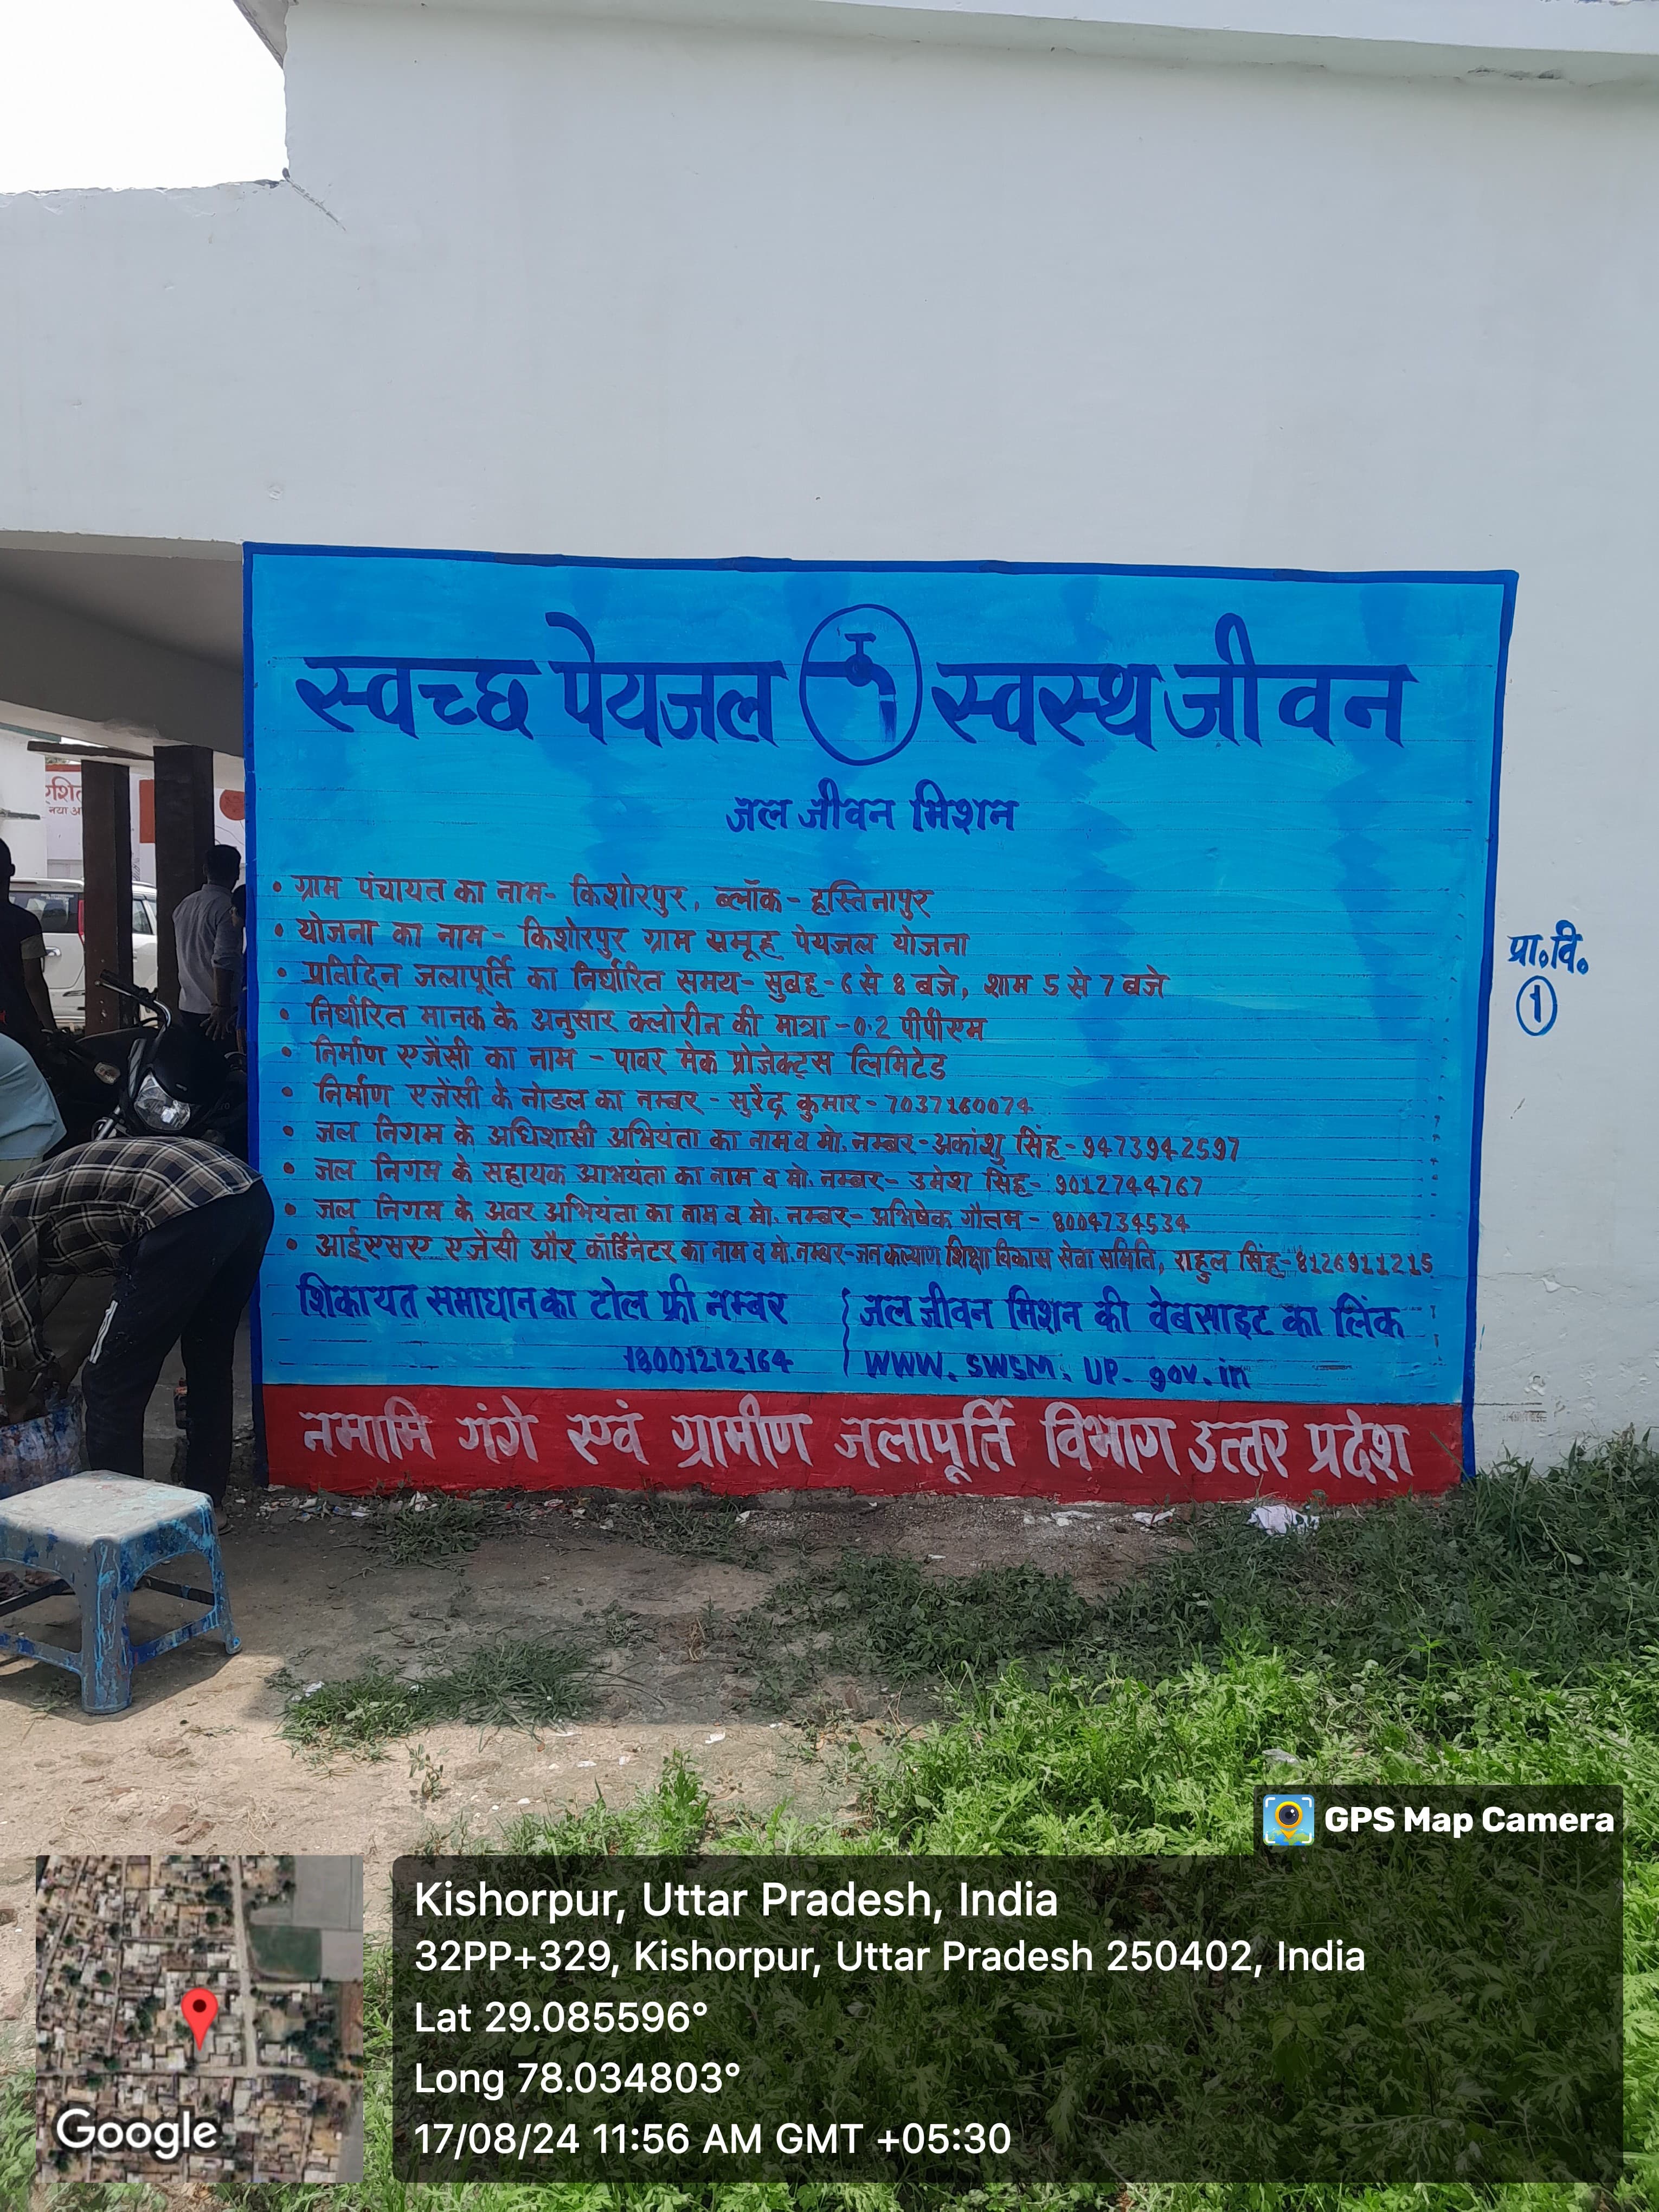 स्वच्छ पेयजल स्वस्थ जीवन
जल जीवन मिशन
• ग्राम पंचायत का नाम- किशोरपुर, ब्लॉक - हस्तिनापुर
• योजना का नाम - किशोरपुर ग्राम समूह पेयजल योजना
• प्रतिदिन जलापूर्ति का निर्धारित समय- सुबह-6 से 8 बजे, शाम 5 से 7 बजे
• निर्धारित मानक के अनुसार क्लोरीन की मात्रा -0.2 पीपीएम
• निर्माण एजेंसी का नाम - पावर मेक प्रोजेक्ट्स लिमिटेड
• निर्माण एजेंसी के नोडल का नम्बर - सुरेंद्र कुमार - 7037160074
• जल निगम के अधिशासी अभियंता का नाम व मो. नम्बर-अकांशु सिंह-9473942597
• जल निगम के सहायक आभयंता का नाम व मो. नम्बर- उमेश सिंह- 9012744767
• जल निगम के अवर अभियंता का नाम व मो. नम्बर- अभिषेक गौतम - 8004734534
• आईएसए एजेंसी और कॉर्डिनेटर का नाम व मो.नम्बर-जन कल्याण शिक्षा विकास सेवा समिति, राहुल सिंह-8126911215
शिकायत समाधान का टोल फ्री नम्बर
18001212164
जल जीवन मिशन की वेबसाइट का लिंक
WWW. SWSM. UP. gov.in
नमामि गंगे एवं ग्रामीण जलापूर्ति विभाग उत्तर प्रदेश
प्रा.वि.
1
GPS Map Camera
Kishorpur, Uttar Pradesh, India
32PP+329, Kishorpur, Uttar Pradesh 250402, India
Lat 29.085596°
Long 78.034803°
17/08/24 11:56 AM GMT +05:30
Google